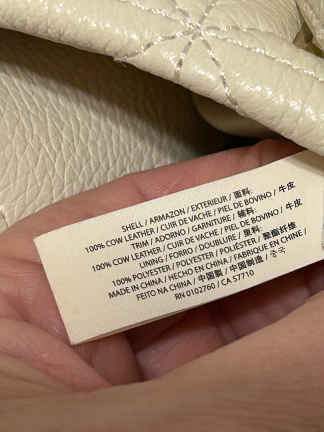 SHELL / ARMAZON / EXTERIEUR / 面料:
100% COW LEATHER / CUIR DE VACHE / PIEL DE BOVINO / 牛皮
TRIM / ADORNO / GARNITURE / 辅料:
100% COW LEATHER / CUIR DE VACHE / PIEL DE BOVINO / 牛皮
LINING / FORRO / DOUBLURE / 里料:
100% POLYESTER / POLYESTER / POLIÉSTER / 聚酯纤维
MADE IN CHINA / HECHO EN CHINA / FABRIQUÉ EN CHINE /
FEITO NA CHINA / 中国製 / 中国制造 / 중국
RN 0102760 / CA 57710